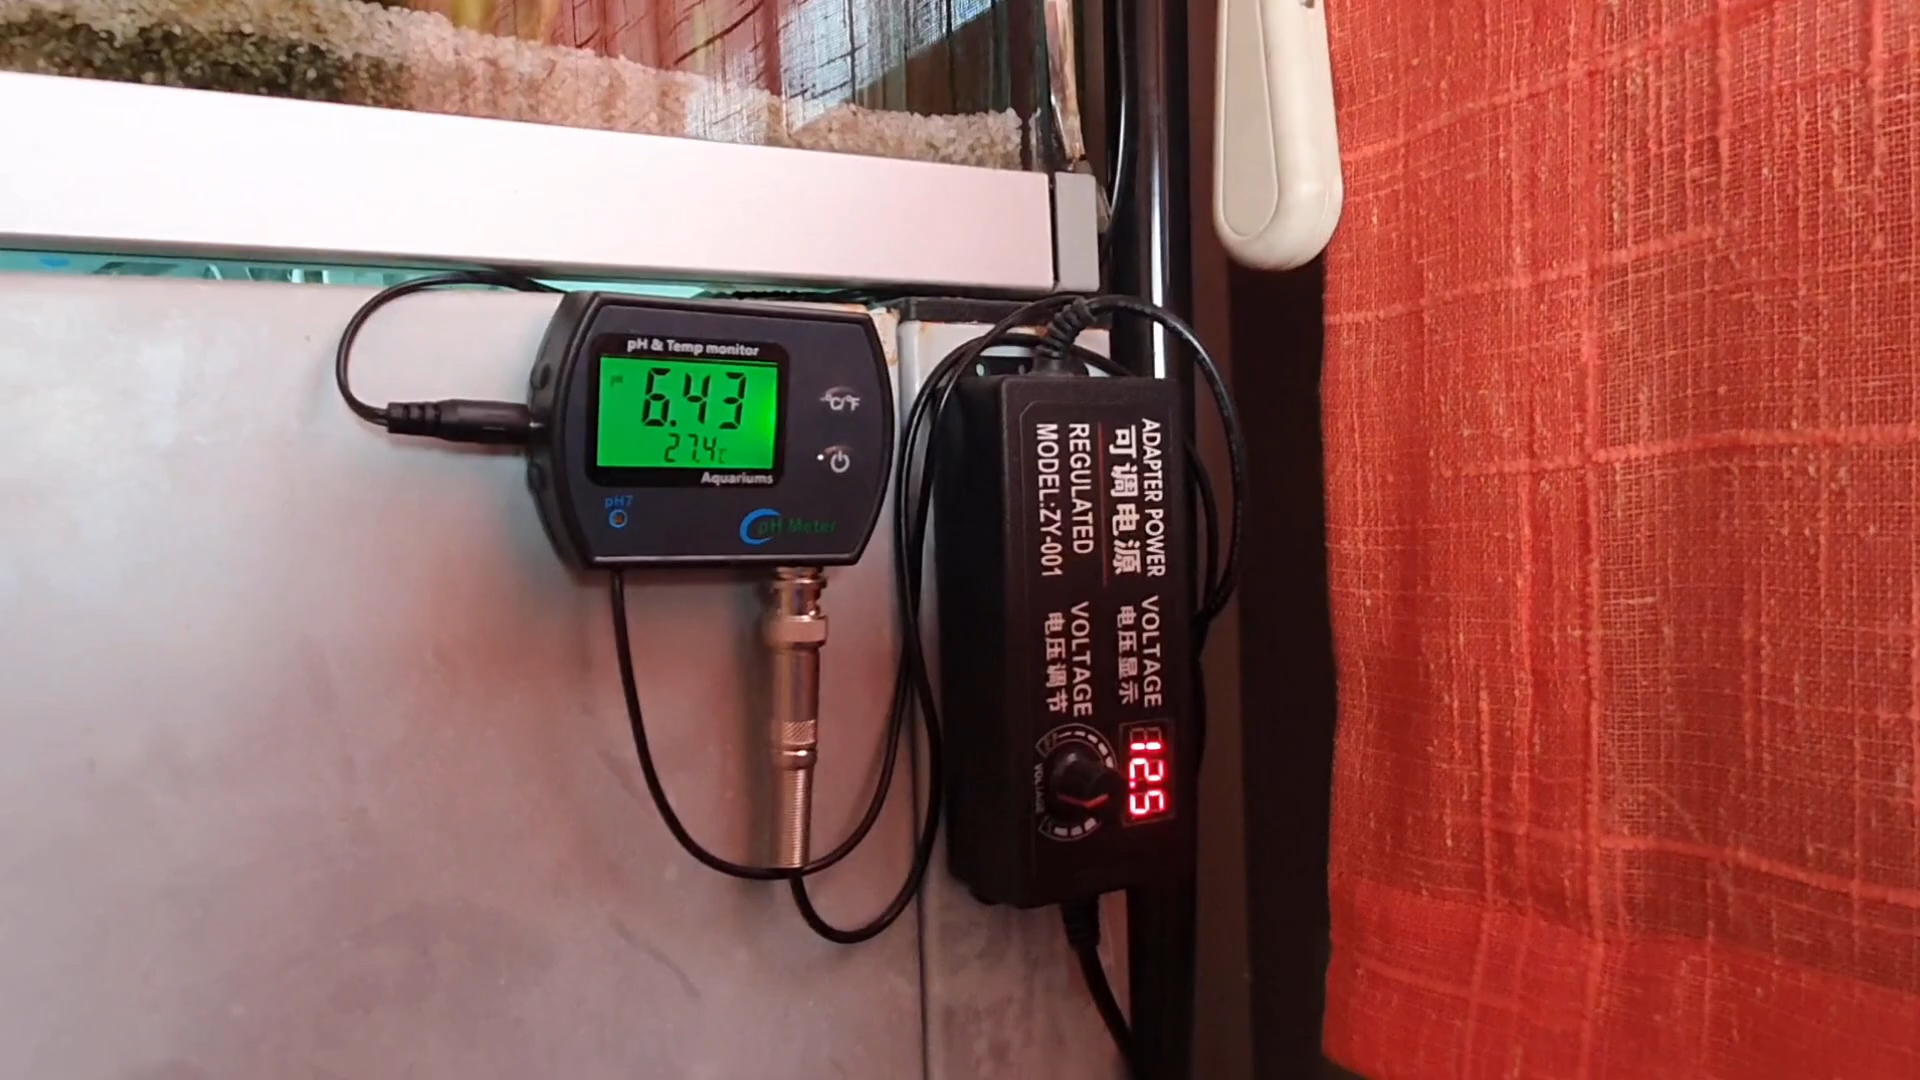 pH & Temp monitor
6.43
27.4℃
Aquariums
°C/°F
pH7
pH Meter
ADAPTER POWER
可调电源
REGULATED
MODEL:ZY-001
VOLTAGE
电压显示
VOLTAGE
电压调节
12.5
VOLTAGE